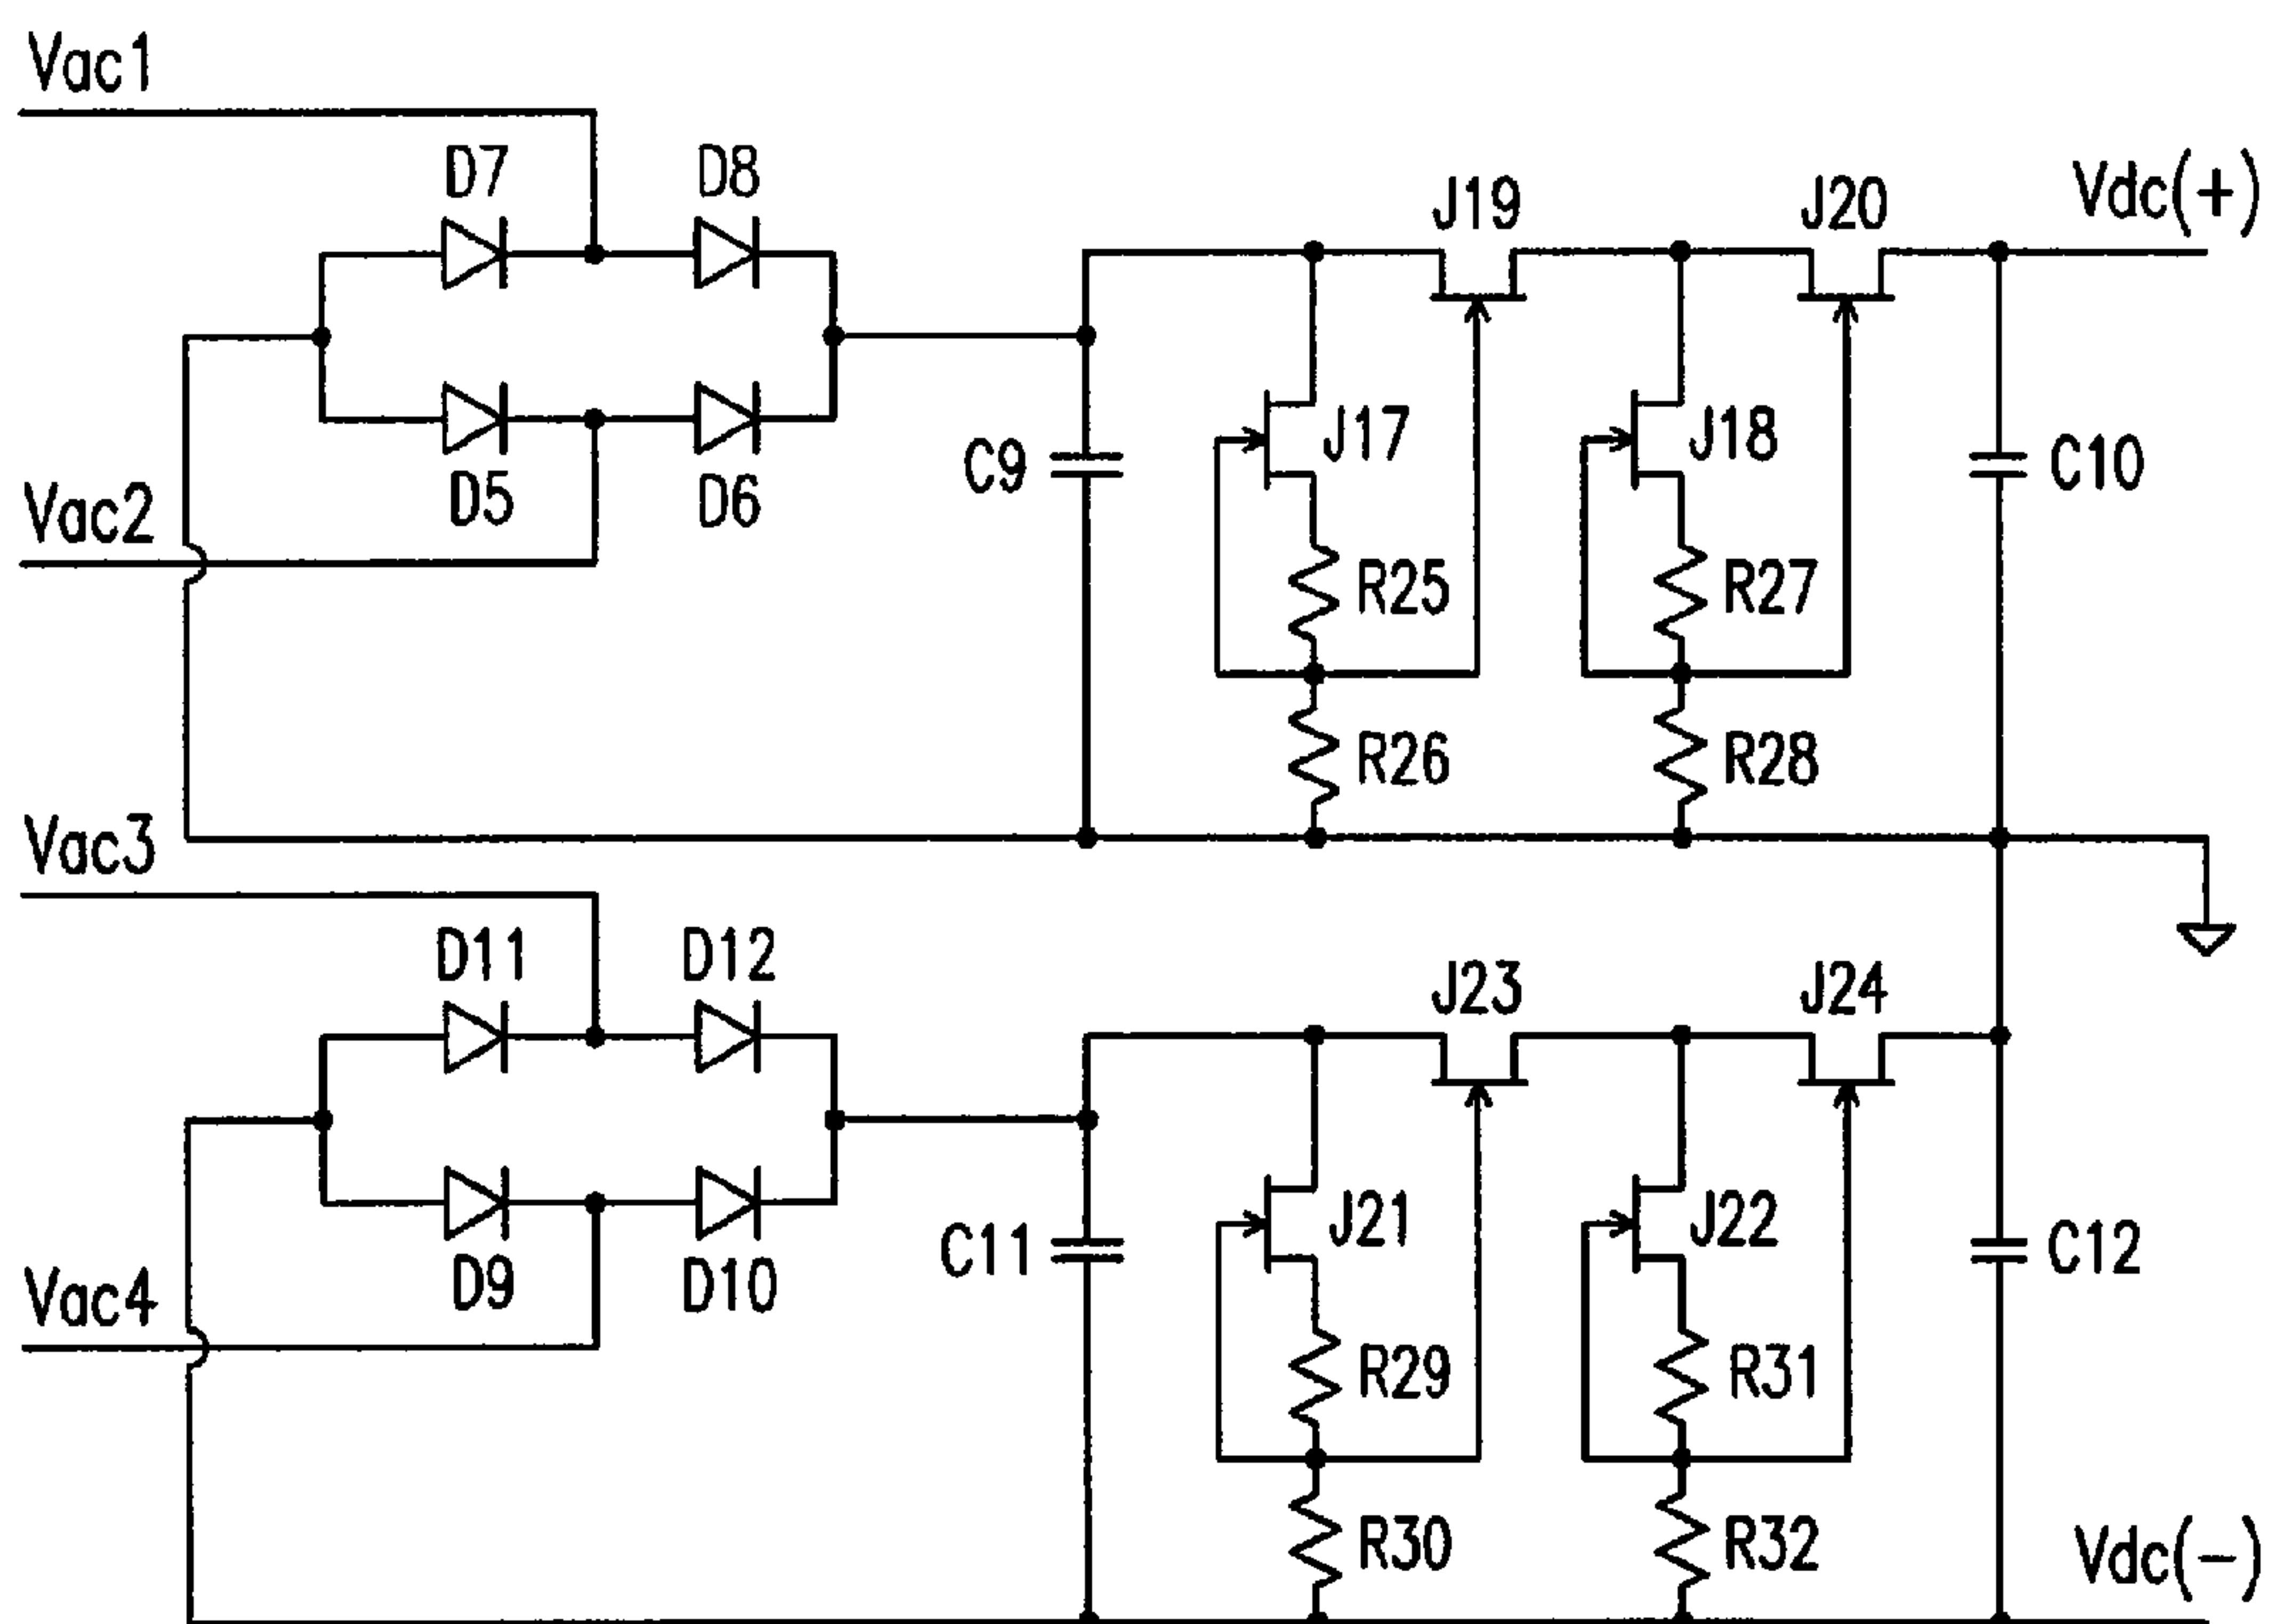 Vac1
D7 D8
J19 J20 Vdc(+)
J17 J18
C9 C10
D5 D6
Vac2
R25 R27
R26 R28
Vac3
D11 D12
J23 J24
J21 J22
C11 C12
D9 D10
Vac4
R29 R31
R30 R32
Vdc(-)